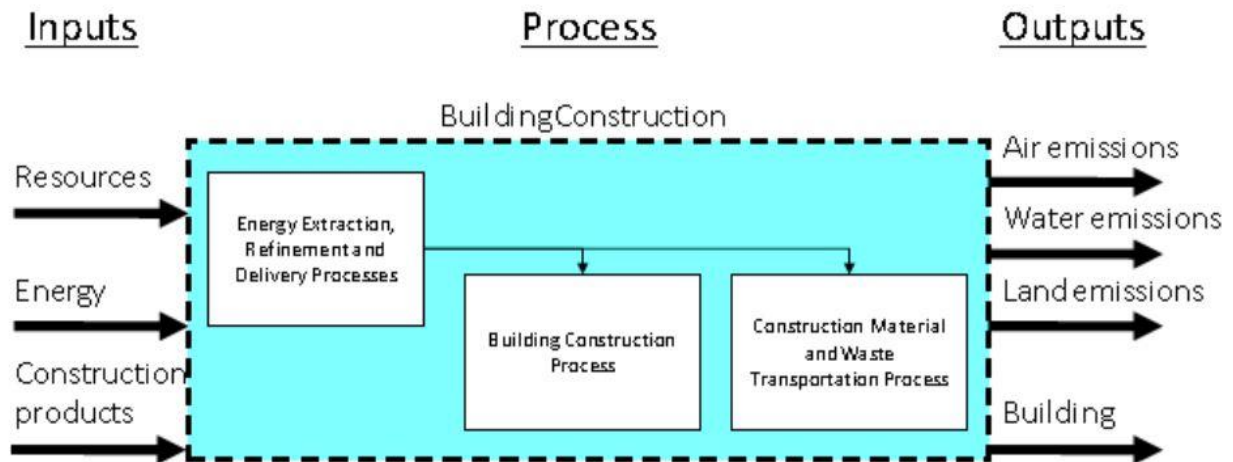 Inputs
Process
Outputs
BuildingConstruction
Resources
Energy
Construction
products
Energy Extraction,
Refinement and
Delivery Processes
Building Construction
Process
Construction Material
and Waste
Transportation Process
Air emissions
Water emissions
Land emissions
Building